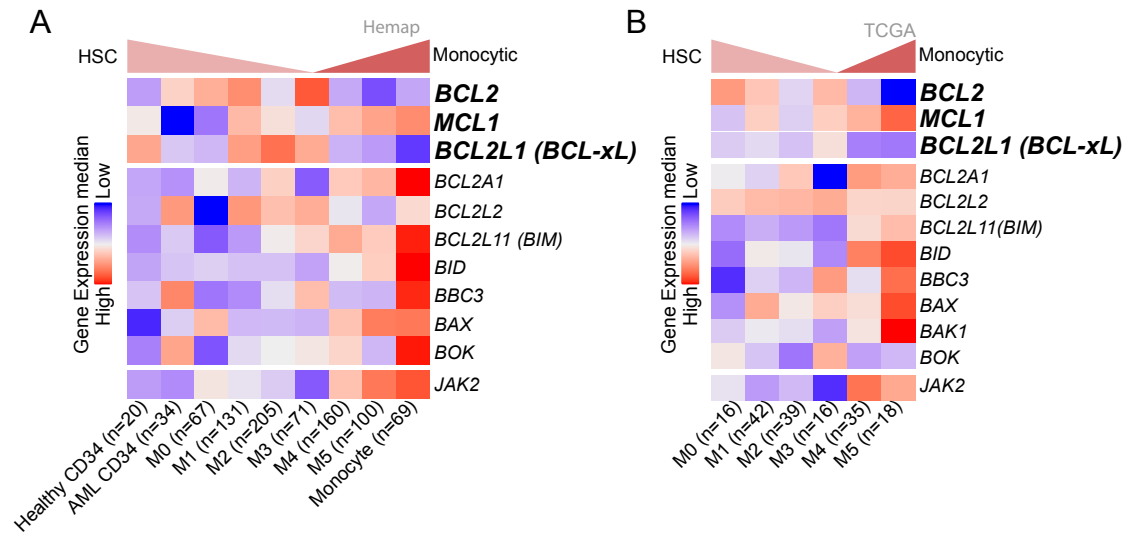 A
Hemap
HSC
Monocytic
BCL2
MCL1
BCL2L1 (BCL-xL)
BCL2A1
BCL2L2
BCL2L11 (BIM)
BID
BBC3
BAX
BOK
JAK2
Gene Expression median
High
Low
Healthy CD34 (n=20)
AML CD34 (n=34)
M0 (n=67)
M1 (n=131)
M2 (n=205)
M3 (n=71)
M4 (n=160)
M5 (n=100)
Monocyte (n=69)
B
TCGA
HSC
Monocytic
BCL2
MCL1
BCL2L1 (BCL-xL)
BCL2A1
BCL2L2
BCL2L11(BIM)
BID
BBC3
BAX
BAK1
BOK
JAK2
Gene Expression median
High
Low
M0 (n=16)
M1 (n=42)
M2 (n=39)
M3 (n=16)
M4 (n=35)
M5 (n=18)